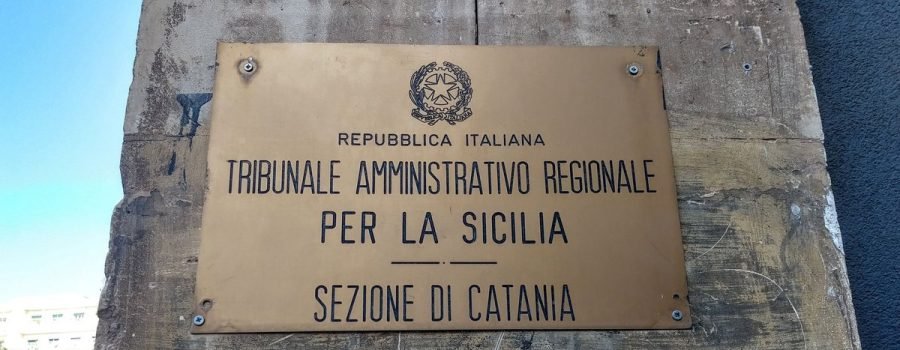 REPUBBLICA ITALIANA
TRIBUNALE AMMINISTRATIVO REGIONALE
PER LA SICILIA
SEZIONE DI CATANIA